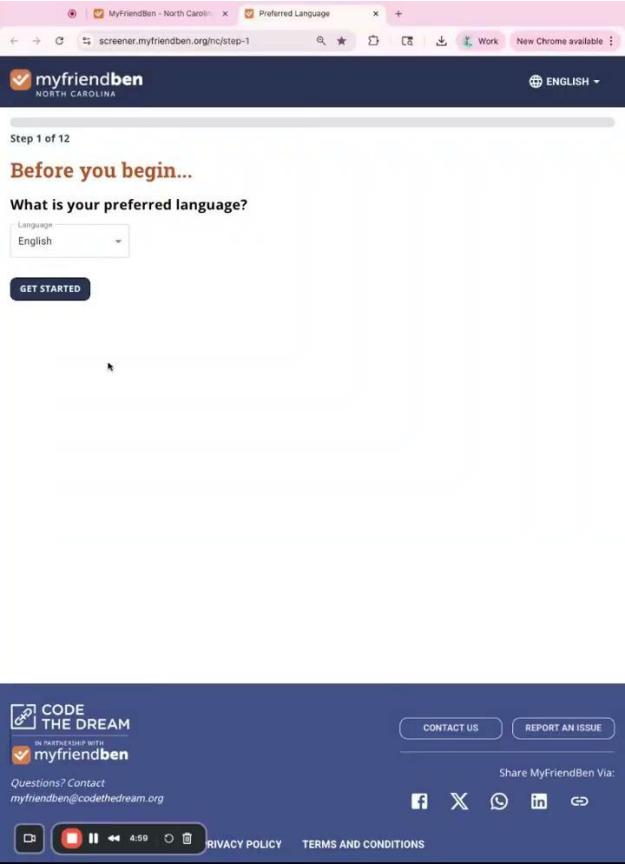 MyFriendBen - North Carolin
Preferred Language
screener.myfriendben.org/nc/step-1
Work
New Chrome available
myfriendben
NORTH CAROLINA
ENGLISH
Step 1 of 12
Before you begin...
What is your preferred language?
Language
English
GET STARTED
CODE
THE DREAM
IN PARTNERSHIP WITH
myfriendben
Questions? Contact
myfriendben@codethedream.org
CONTACT US
REPORT AN ISSUE
Share MyFriendBen Via:
4:59
RIVACY POLICY
TERMS AND CONDITIONS